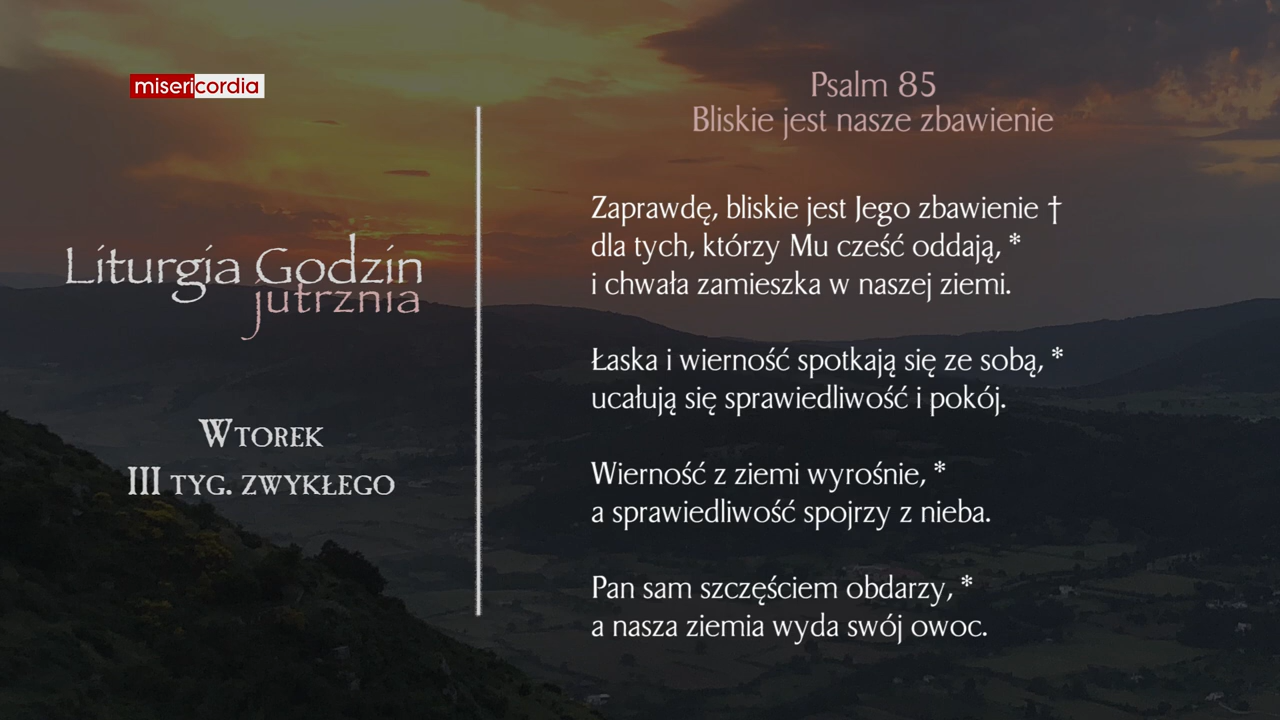 misericordia
Liturgia Godzin
jutrznia
Wtorek
III tyg. zwykłego
Psalm 85
Bliskie jest nasze zbawienie
Zaprawdę, bliskie jest Jego zbawienie †
dla tych, którzy Mu cześć oddają, *
i chwała zamieszka w naszej ziemi.
Łaska i wierność spotkają się ze sobą, *
ucałują się sprawiedliwość i pokój.
Wierność z ziemi wyrośnie, *
a sprawiedliwość spojrzy z nieba.
Pan sam szczęściem obdarzy, *
a nasza ziemia wyda swój owoc.